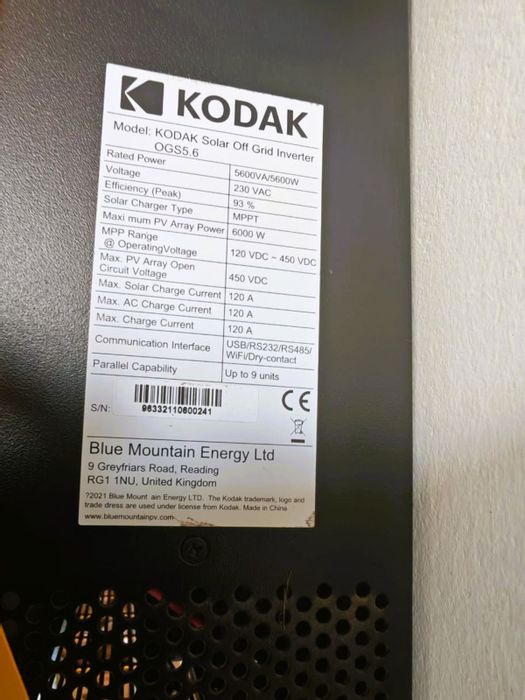 KODAK
Model: KODAK Solar Off Grid Inverter
OGS5.6
Rated Power 5600VA/5600W
Voltage 230 VAC
Efficiency (Peak) 93 %
Solar Charger Type MPPT
Maxi mum PV Array Power 6000 W
MPP Range
@ OperatingVoltage 120 VDC ~ 450 VDC
Max. PV Array Open
Circuit Voltage 450 VDC
Max. Solar Charge Current 120 A
Max. AC Charge Current 120 A
Max. Charge Current 120 A
Communication Interface USB/RS232/RS485/
WiFi/Dry-contact
Parallel Capability Up to 9 units
S/N: 96332110600241
CE
Blue Mountain Energy Ltd
9 Greyfriars Road, Reading
RG1 1NU, United Kingdom
?2021 Blue Mount ain Energy LTD. The Kodak trademark, logo and
trade dress are used under license from Kodak. Made in China
www.bluemountainpv.com